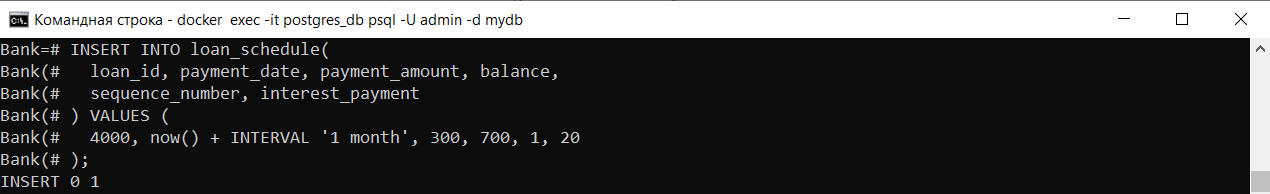 Командная строка - docker  exec -it postgres_db psql -U admin -d mydb
Bank=# INSERT INTO loan_schedule(
Bank(#   loan_id, payment_date, payment_amount, balance,
Bank(#   sequence_number, interest_payment
Bank(# ) VALUES (
Bank(#   4000, now() + INTERVAL '1 month', 300, 700, 1, 20
Bank(# );
INSERT 0 1